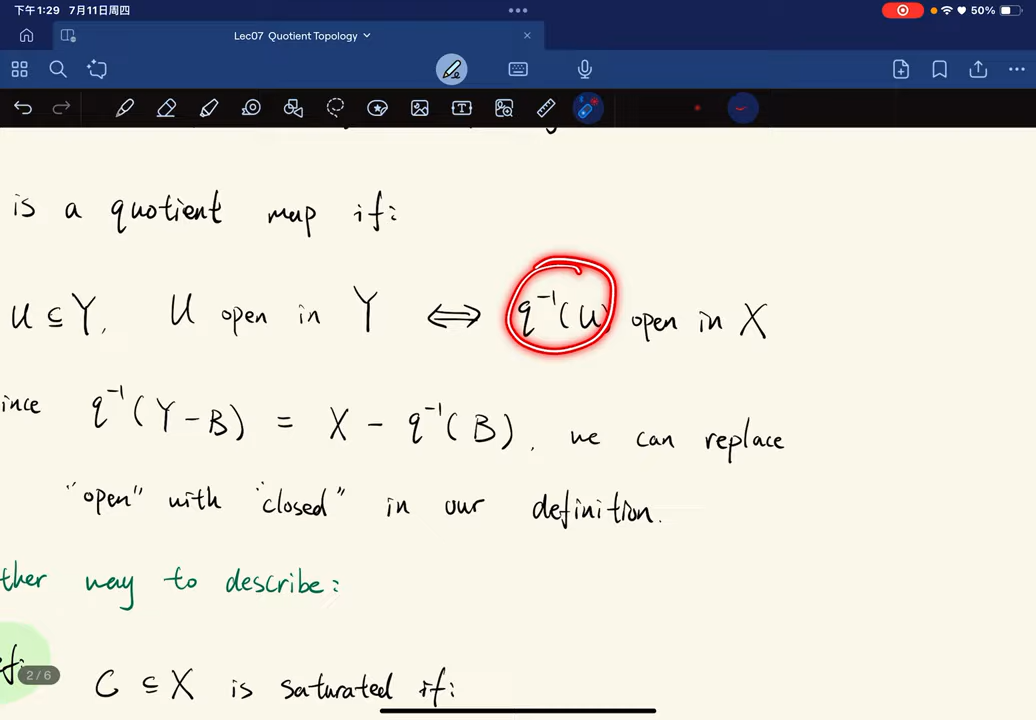 下午1:29 7月11日周四
50%
Lec07 Quotient Topology
is a quotient map if:
U ⊆ Y, U open in Y ⟺ q⁻¹(U) open in X
ince q⁻¹(Y-B) = X - q⁻¹(B), we can replace
"open" with "closed" in our definition.
ther way to describe:
2/6
C ⊆ X is saturated if: